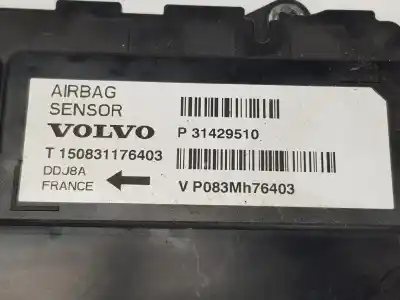 AIRBAG
SENSOR
VOLVO P 31429510
T 150831176403
DDJ8A
FRANCE V P083Mh76403